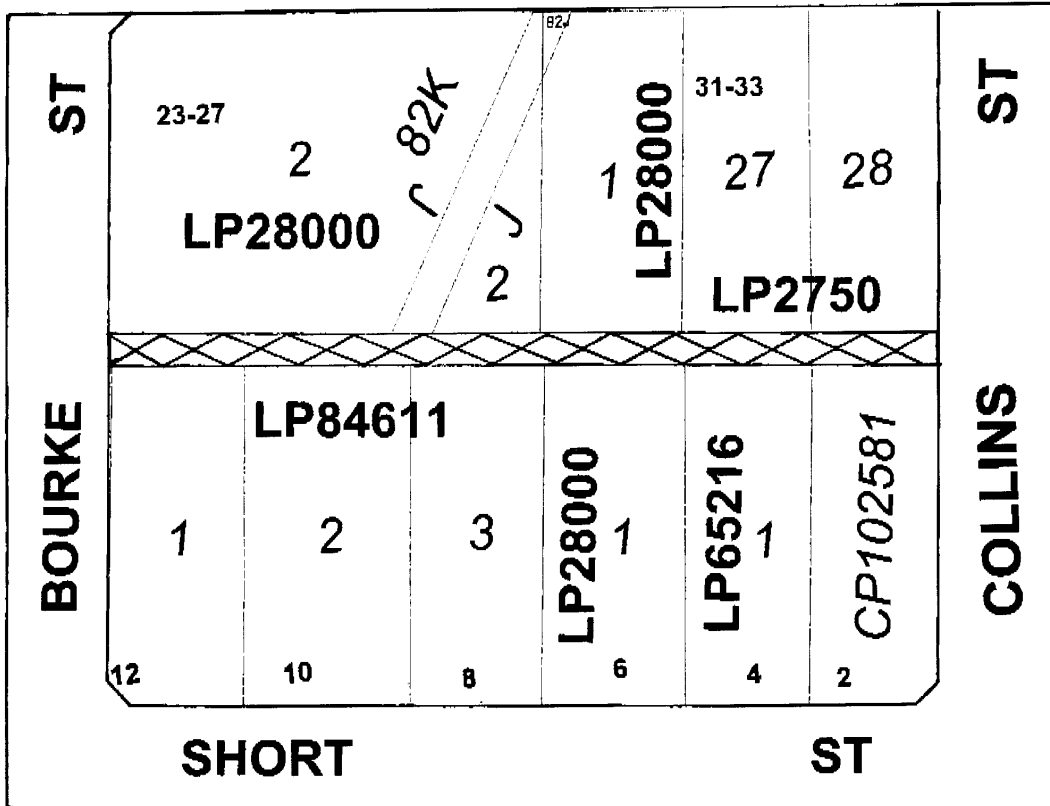 ST
23-27
2
LP28000
82K
2
82J
1
LP28000
31-33
27
28
LP2750
ST
BOURKE
LP84611
1
2
3
LP28000
1
LP65216
1
CP102581
COLLINS
12
10
8
6
4
2
SHORT ST